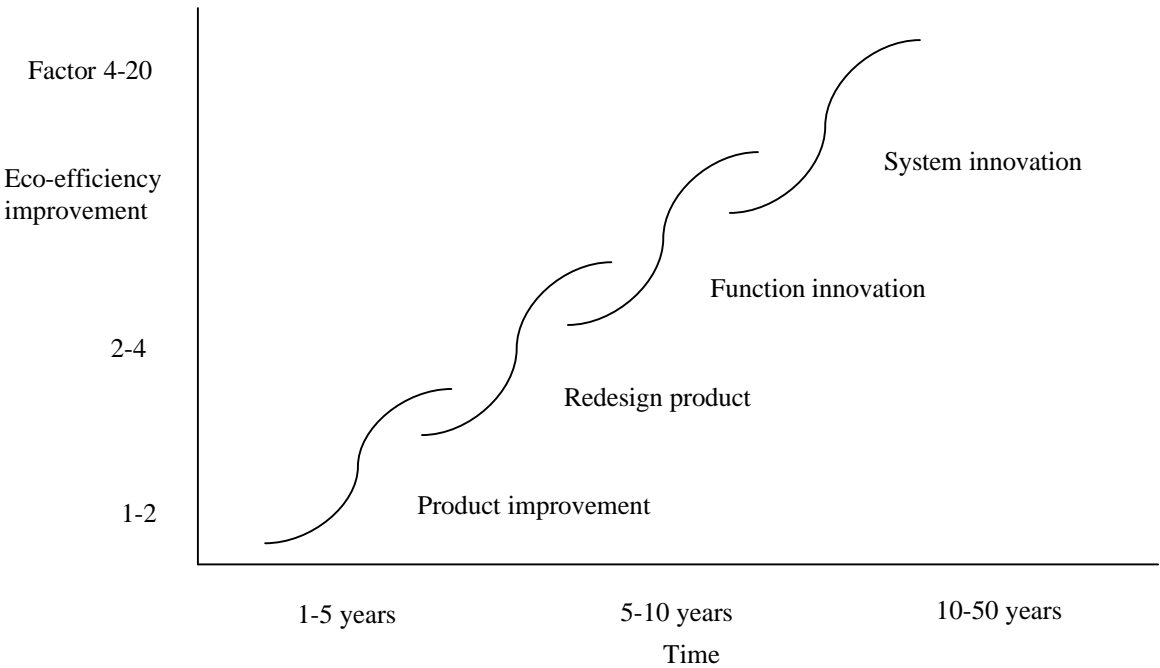 Factor 4-20
Eco-efficiency
improvement
System innovation
Function innovation
2-4
Redesign product
Product improvement
1-2
1-5 years
5-10 years
10-50 years
Time